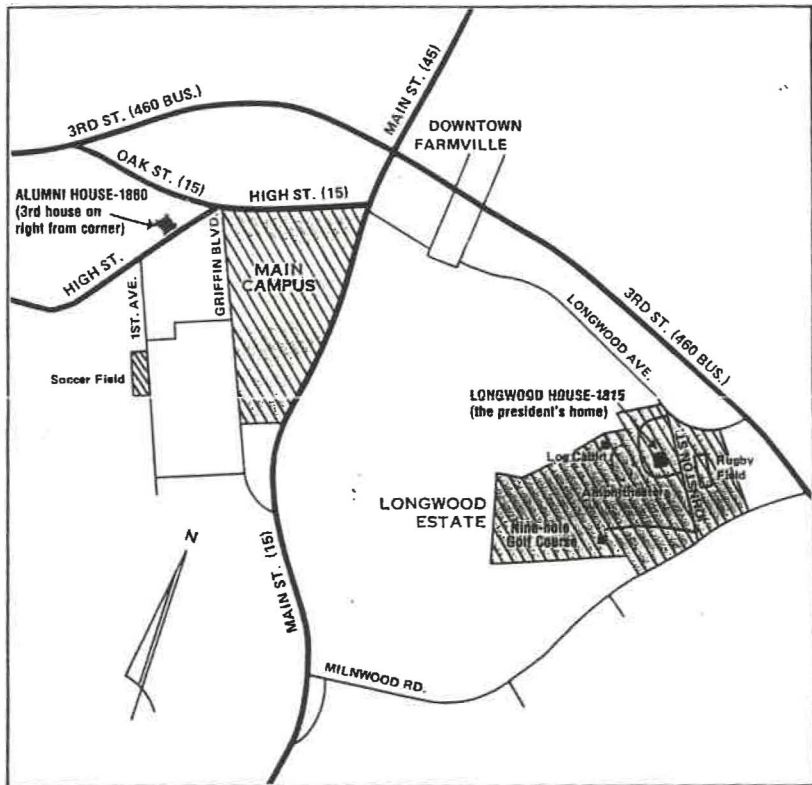 MAIN ST. (45)
3RD ST. (460 BUS.)
DOWNTOWN
FARMVILLE
OAK ST. (15)
HIGH ST. (15)
ALUMNI HOUSE-1860
(3rd house on
right from corner)
HIGH ST.
GRIFFIN BLVD.
MAIN
CAMPUS
1ST. AVE.
LONGWOOD AVE.
3RD ST. (460 BUS.)
Soccer Field
LONGWOOD HOUSE-1815
(the president's home)
Log Cabin
JOHNSTON ST.
Rugby
Field
Amphitheatre
LONGWOOD
ESTATE
Nine-hole
Golf Course
N
MAIN ST. (15)
MILNWOOD RD.